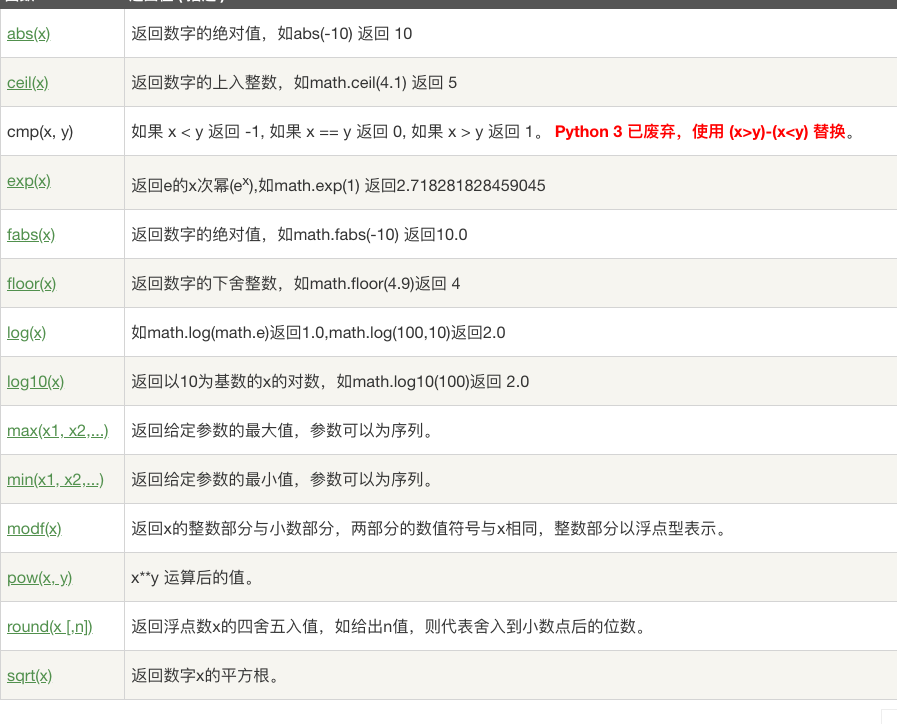 abs(x) 返回数字的绝对值，如abs(-10) 返回 10
ceil(x) 返回数字的上入整数，如math.ceil(4.1) 返回 5
cmp(x, y) 如果 x < y 返回 -1, 如果 x == y 返回 0, 如果 x > y 返回 1。 Python 3 已废弃，使用 (x>y)-(x<y) 替换。
exp(x) 返回e的x次幂(eˣ),如math.exp(1) 返回2.718281828459045
fabs(x) 返回数字的绝对值，如math.fabs(-10) 返回10.0
floor(x) 返回数字的下舍整数，如math.floor(4.9)返回 4
log(x) 如math.log(math.e)返回1.0,math.log(100,10)返回2.0
log10(x) 返回以10为基数的x的对数，如math.log10(100)返回 2.0
max(x1, x2,...) 返回给定参数的最大值，参数可以为序列。
min(x1, x2,...) 返回给定参数的最小值，参数可以为序列。
modf(x) 返回x的整数部分与小数部分，两部分的数值符号与x相同，整数部分以浮点型表示。
pow(x, y) x**y 运算后的值。
round(x [,n]) 返回浮点数x的四舍五入值，如给出n值，则代表舍入到小数点后的位数。
sqrt(x) 返回数字x的平方根。